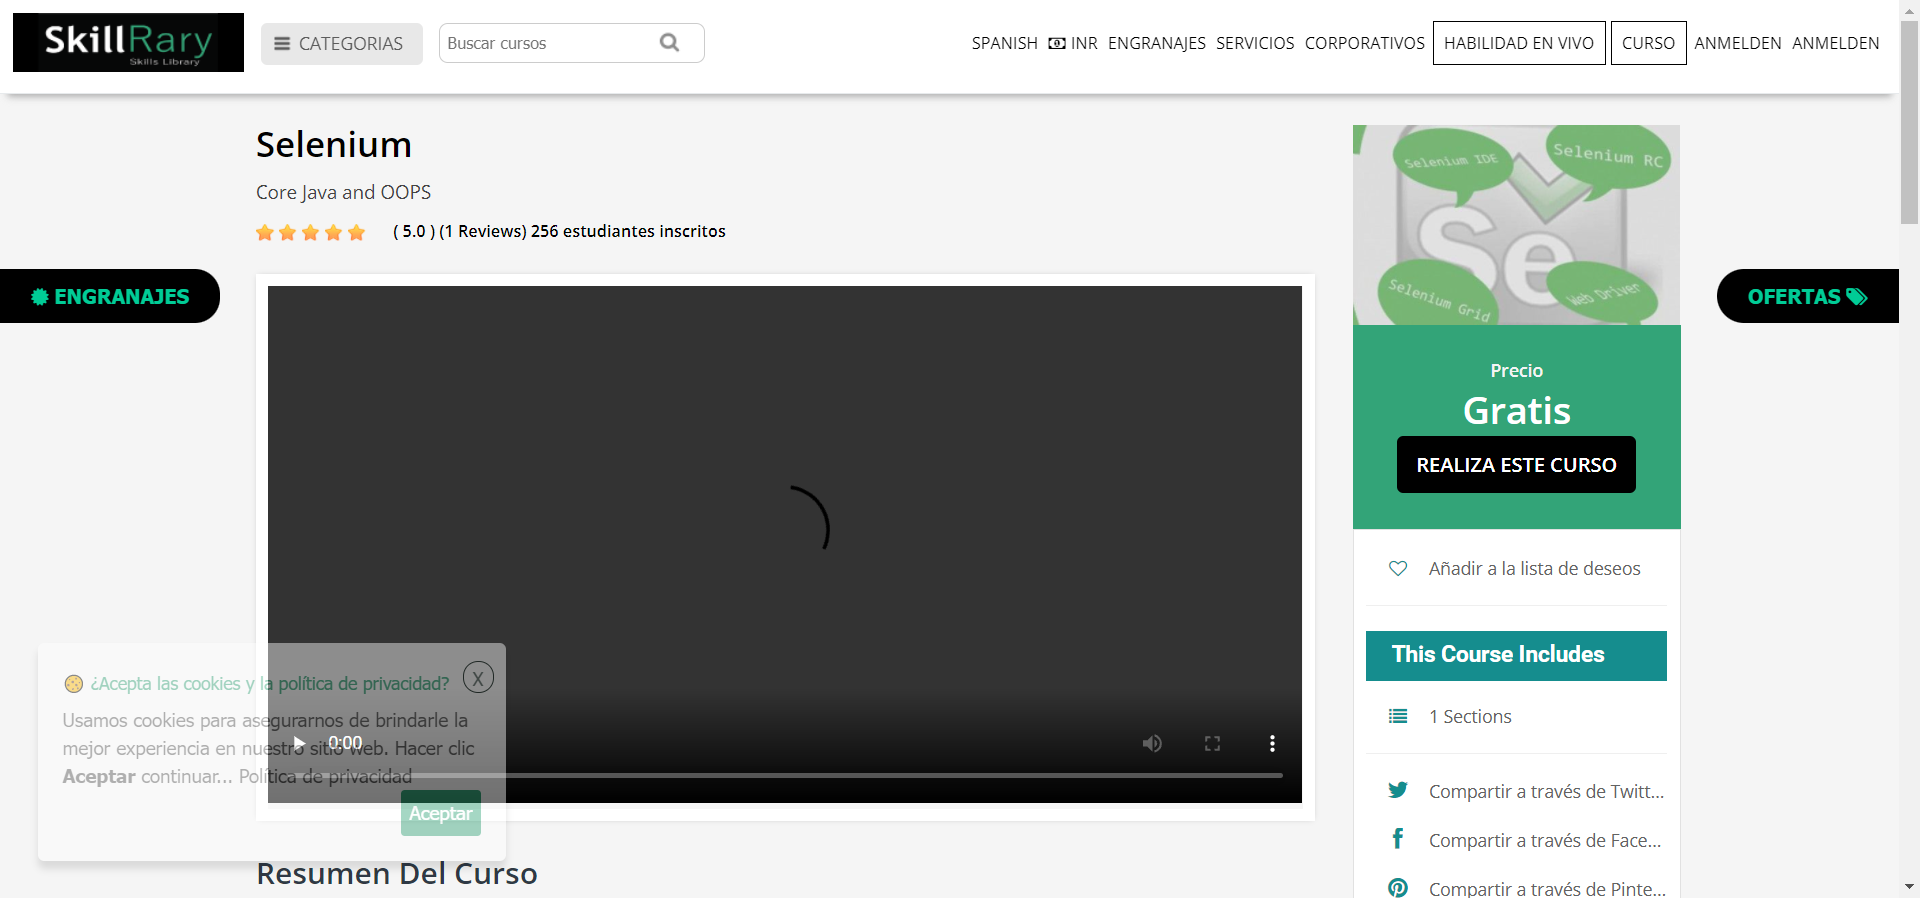 SkillRary
Skills Library
CATEGORIAS
Buscar cursos
SPANISH INR ENGRANAJES SERVICIOS CORPORATIVOS HABILIDAD EN VIVO CURSO ANMELDEN ANMELDEN
Selenium
Core Java and OOPS
( 5.0 ) (1 Reviews) 256 estudiantes inscritos
ENGRANAJES
OFERTAS
Selenium IDE
Selenium RC
Se
Selenium Grid
Web Driver
Precio
Gratis
REALIZA ESTE CURSO
Añadir a la lista de deseos
This Course Includes
1 Sections
Compartir a través de Twitt...
Compartir a través de Face...
Compartir a través de Pinte...
¿Acepta las cookies y la política de privacidad?
X
Usamos cookies para asegurarnos de brindarle la
mejor experiencia en nuestro sitio web. Hacer clic
Aceptar continuar... Política de privacidad
Aceptar
0:00
Resumen Del Curso